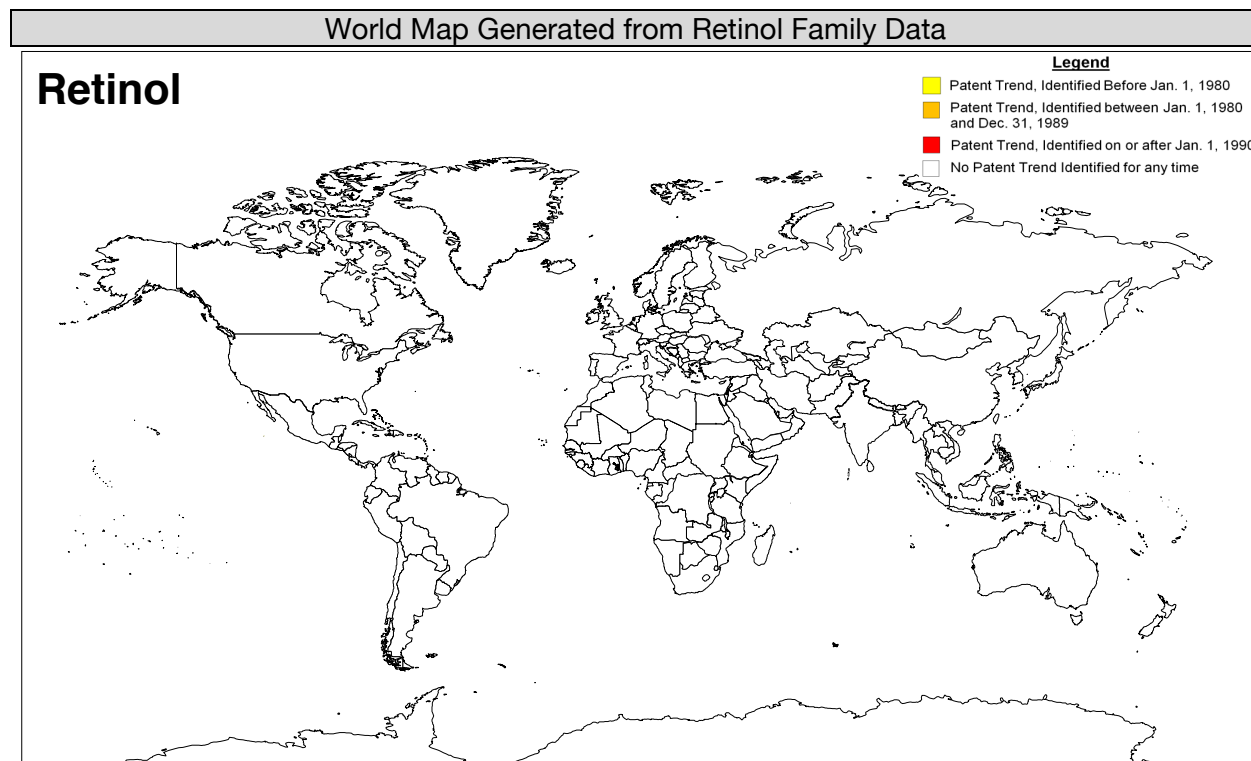 World Map Generated from Retinol Family Data
Retinol
Legend
Patent Trend, Identified Before Jan. 1, 1980
Patent Trend, Identified between Jan. 1, 1980
and Dec. 31, 1989
Patent Trend, Identified on or after Jan. 1, 1990
No Patent Trend Identified for any time